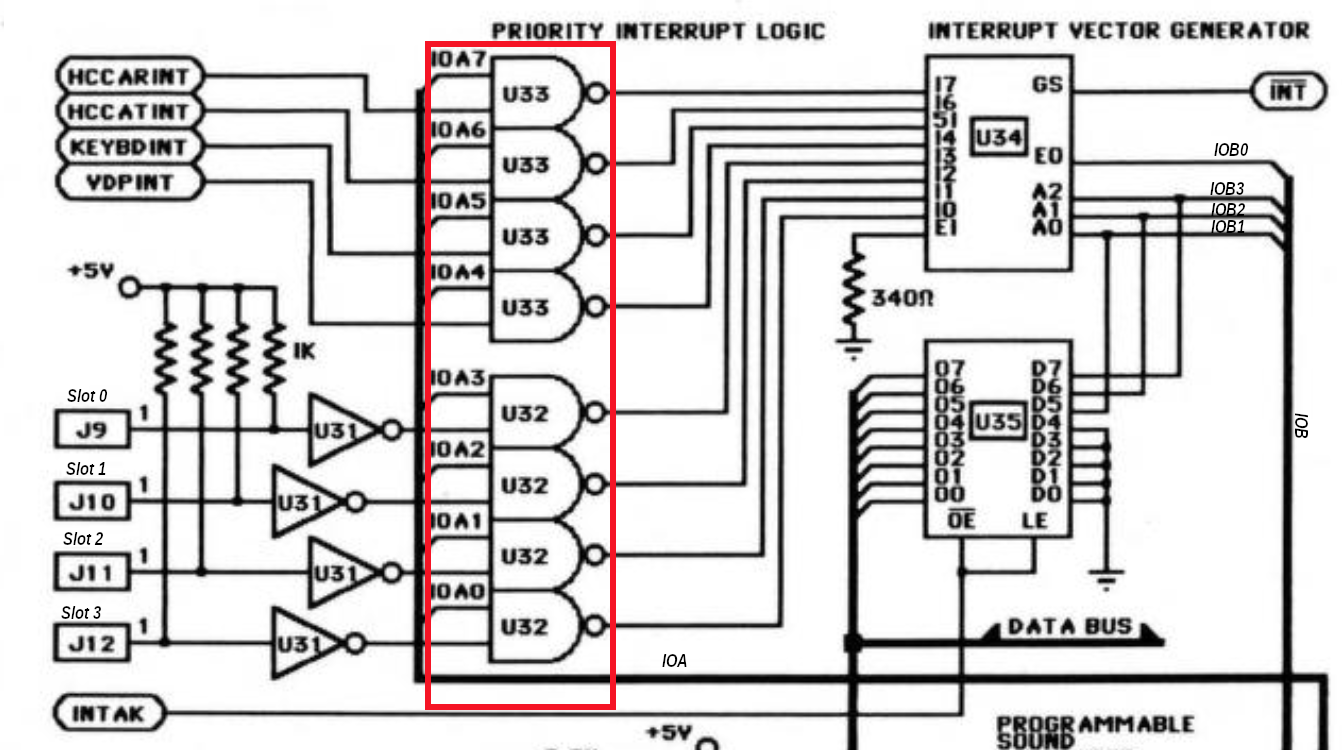 PRIORITY INTERRUPT LOGIC
INTERRUPT VECTOR GENERATOR
HCCARINT
HCCATINT
KEYBDINT
VDPINT
IOA7
U33
IOA6
U33
IOA5
U33
IOA4
U33
I7
I6
5I
I4
I3
I2
I1
I0
EI
U34
GS
EO
A2
A1
A0
INT
IOB0
IOB3
IOB2
IOB1
+5V
1K
340Ω
Slot 0
J9
1
U31
IOA3
U32
Slot 1
J10
1
U31
IOA2
U32
Slot 2
J11
1
U31
IOA1
U32
Slot 3
J12
1
U31
IOA0
U32
O7
O6
O5
O4
O3
O2
O1
O0
U35
D7
D6
D5
D4
D3
D2
D1
D0
OE
LE
IOB
DATA BUS
IOA
INTAK
+5V
PROGRAMMABLE
SOUND